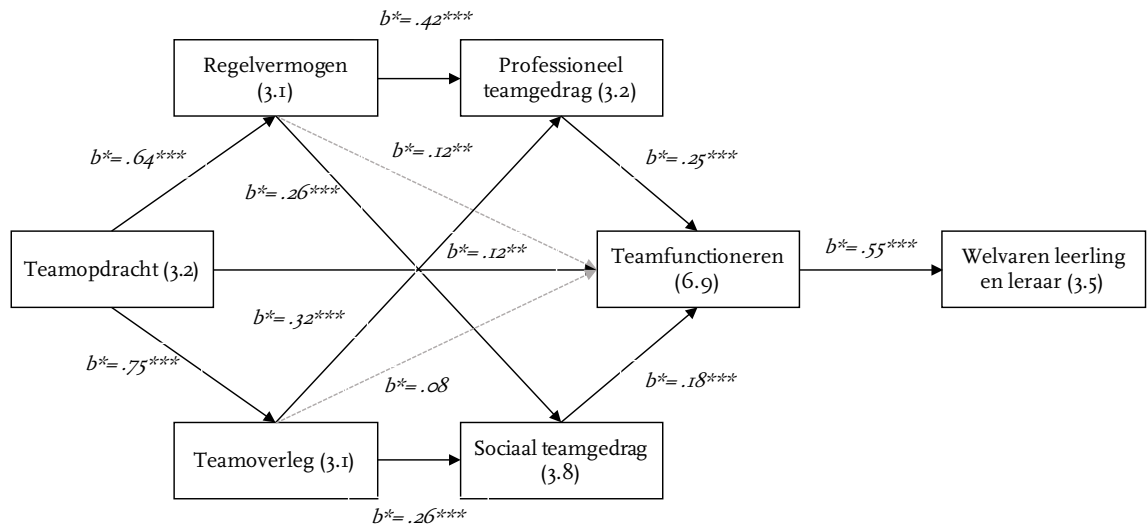 b*= .42***
Regelvermogen
(3.1)
Professioneel
teamgedrag (3.2)
b*= .64***
b*= .12**
b*= .25***
b*= .26***
Teamopdracht (3.2)
b*= .12**
Teamfunctioneren
(6.9)
b*= .55***
Welvaren leerling
en leraar (3.5)
b*= .32***
b*= .75***
b*= .08
b*= .18***
Teamoverleg (3.1)
Sociaal teamgedrag
(3.8)
b*= .26***